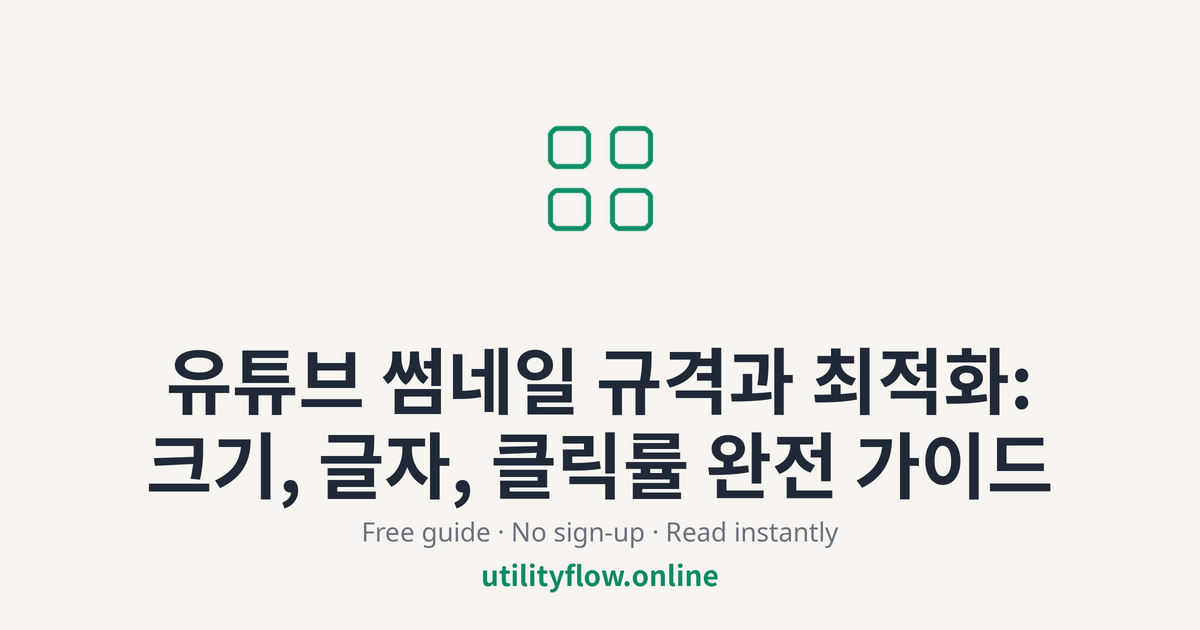 유튜브 썸네일 규격과 최적화:
크기, 글자, 클릭률 완전 가이드
Free guide · No sign-up · Read instantly
utilityflow.online